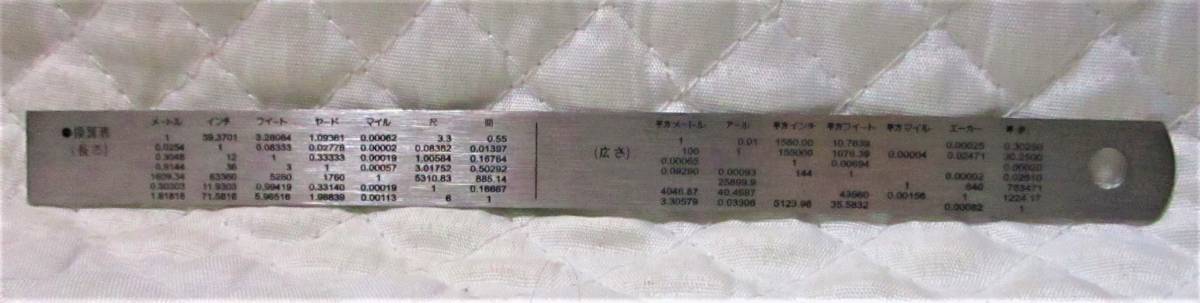 ●換算表 メートル インチ フイート ヤード マイル 尺 間
(長さ) 1 39.3701 3.28084 1.09361 0.00062 3.3 0.55
0.0254 1 0.08333 0.02778 0.00002 0.08382 0.01397
0.3048 12 1 0.33333 0.00019 1.00584 0.16764
0.9144 36 3 1 0.00057 3.01752 0.50292
1609.34 63360 5280 1760 1 5310.83 885.14
0.30303 11.9303 0.99419 0.33140 0.00019 1 0.16667
1.81818 71.5816 5.96516 1.98839 0.00113 6 1
平方メートル アール 平方インチ 平方フイート 平方マイル エーカー
(広さ) 1 0.01 1550.00 10.7639 0.00025 0.30250
100 1 155000 1076.39 0.00004 0.02471 30.2500
0.00065 1 0.00694
0.09290 0.00093 144 1 0.00002 0.02810
25899.9 1 640 783471
4046.87 40.4687 43560 0.00156 1 1224.17
3.30579 0.03306 5123.98 35.5832 0.00082 1